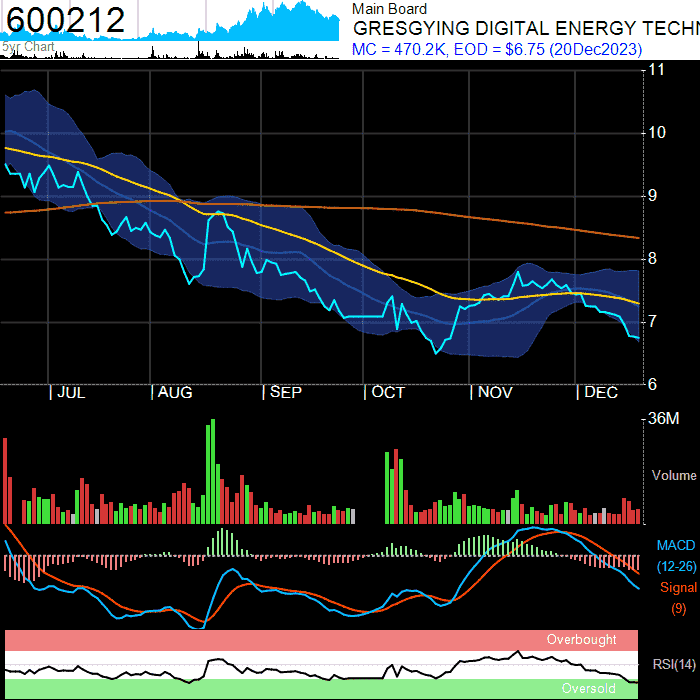 600212
5yr Chart
Main Board
GRESGYING DIGITAL ENERGY TECHN
MC = 470.2K, EOD = $6.75 (20Dec2023)
11
10
9
8
7
6
JUL AUG SEP OCT NOV DEC
36M
Volume
MACD
(12-26)
Signal
(9)
Overbought
RSI(14)
Oversold